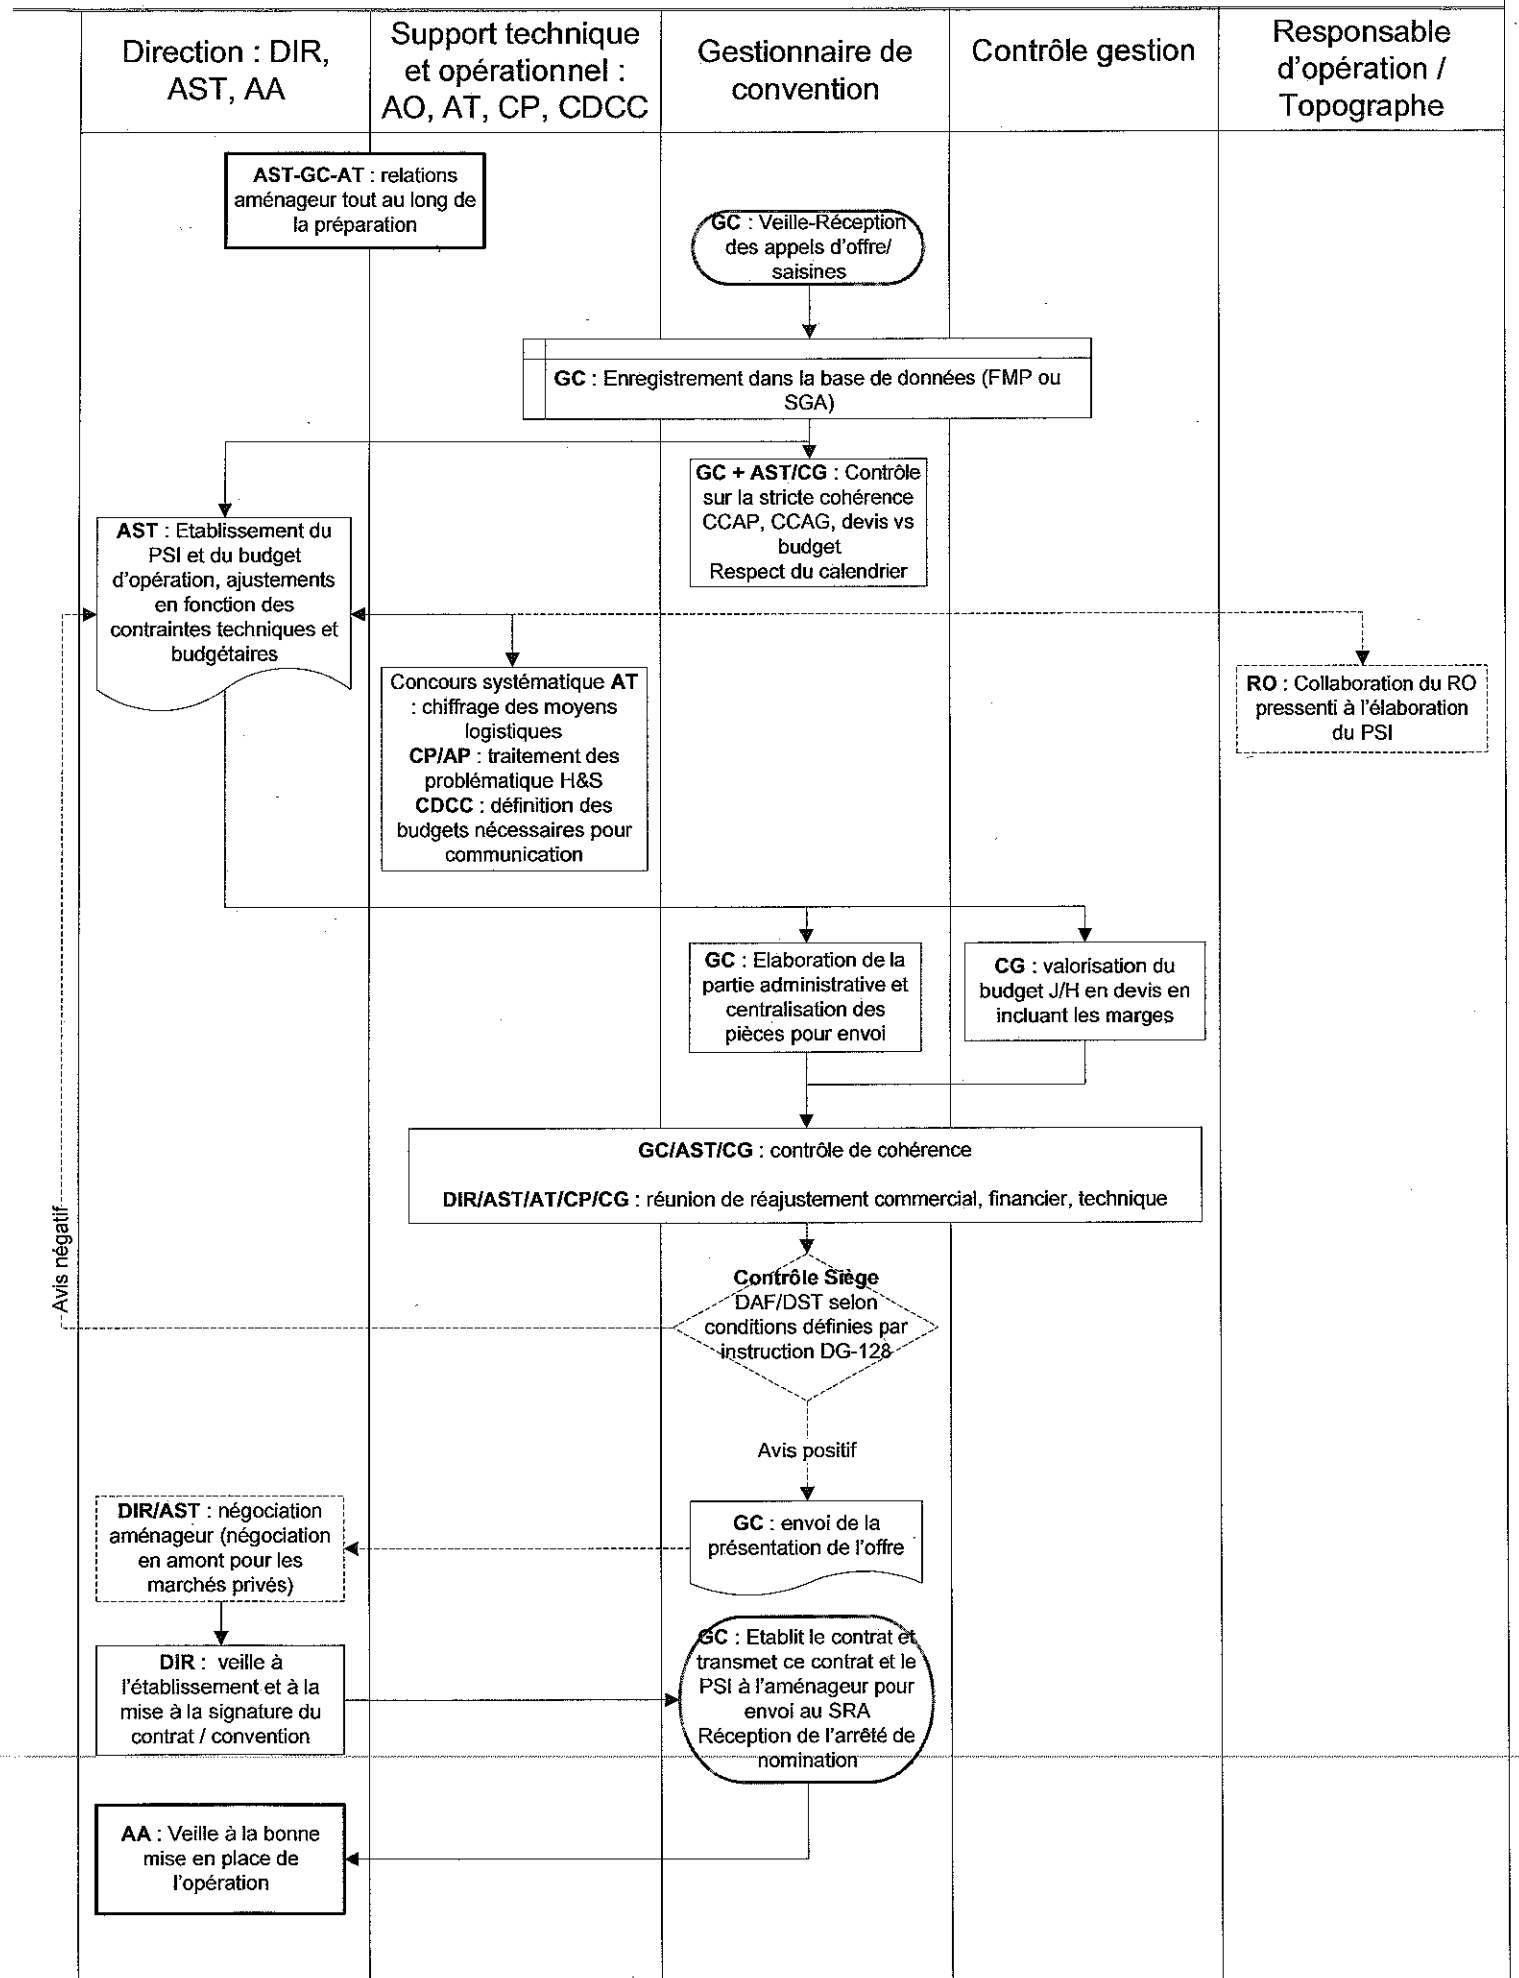 Direction : DIR,
AST, AA
Support technique
et opérationnel :
AO, AT, CP, CDCC
Gestionnaire de
convention
Contrôle gestion
Responsable
d'opération /
Topographe
AST-GC-AT : relations
aménageur tout au long de
la préparation
GC : Veille-Réception
des appels d'offre/
saisines
GC : Enregistrement dans la base de données (FMP ou
SGA)
GC + AST/CG : Contrôle
sur la stricte cohérence
CCAP, CCAG, devis vs
budget
Respect du calendrier
AST : Etablissement du
PSI et du budget
d'opération, ajustements
en fonction des
contraintes techniques et
budgétaires
Concours systématique AT
: chiffrage des moyens
logistiques
CP/AP : traitement des
problématique H&S
CDCC : définition des
budgets nécessaires pour
communication
RO : Collaboration du RO
pressenti à l'élaboration
du PSI
GC : Elaboration de la
partie administrative et
centralisation des
pièces pour envoi
CG : valorisation du
budget J/H en devis en
incluant les marges
GC/AST/CG : contrôle de cohérence
DIR/AST/AT/CP/CG : réunion de réajustement commercial, financier, technique
Avis négatif
Contrôle Siège
DAF/DST selon
conditions définies par
instruction DG-128
Avis positif
DIR/AST : négociation
aménageur (négociation
en amont pour les
marchés privés)
GC : envoi de la
présentation de l'offre
DIR : veille à
l'établissement et à la
mise à la signature du
contrat / convention
GC : Etablit le contrat et
transmet ce contrat et le
PSI à l'aménageur pour
envoi au SRA
Réception de l'arrêté de
nomination
AA : Veille à la bonne
mise en place de
l'opération